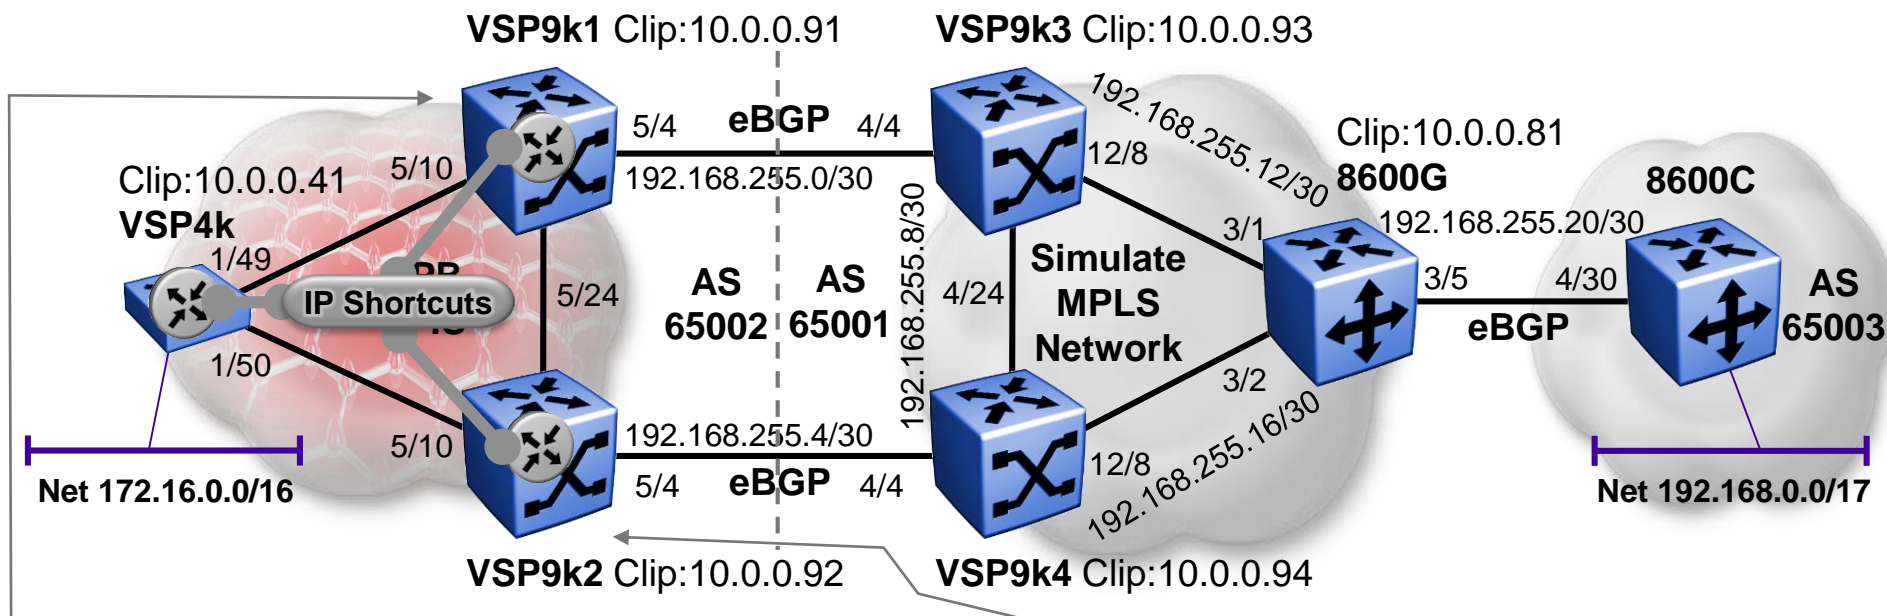 VSP9k1 Clip:10.0.0.91
VSP9k3 Clip:10.0.0.93
5/4
eBGP
4/4
192.168.255.0/30
12/8
192.168.255.12/30
Clip:10.0.0.81
8600G
8600C
Clip:10.0.0.41
VSP4k
5/10
1/49
IP Shortcuts
5/24
AS
65002
AS
65001
192.168.255.8/30
4/24
Simulate
MPLS
Network
3/1
192.168.255.20/30
3/5
4/30
eBGP
AS
65003
1/50
5/10
192.168.255.4/30
5/4
eBGP
4/4
3/2
12/8
192.168.255.16/30
Net 172.16.0.0/16
Net 192.168.0.0/17
VSP9k2 Clip:10.0.0.92
VSP9k4 Clip:10.0.0.94